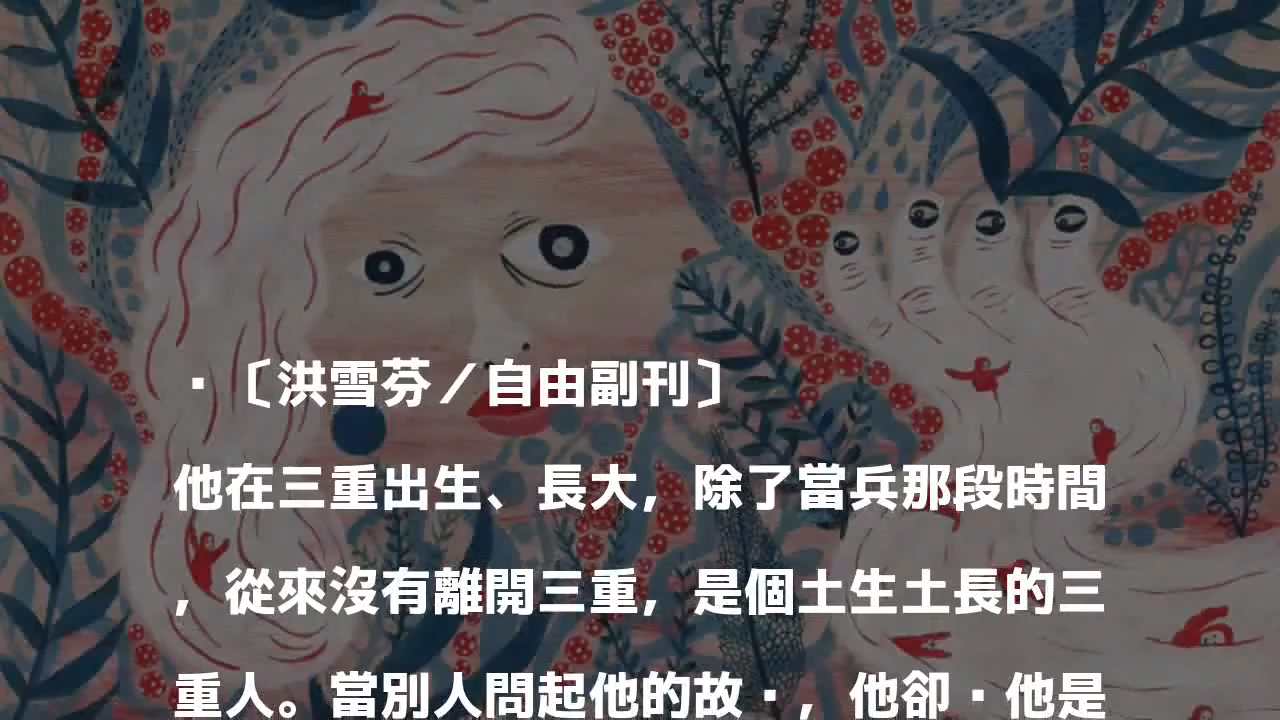 ▪〔洪雪芬／自由副刊〕
他在三重出生、長大，除了當兵那段時間
，從來沒有離開三重，是個土生土長的三
重人。當別人問起他的故▪，他卻▪他是